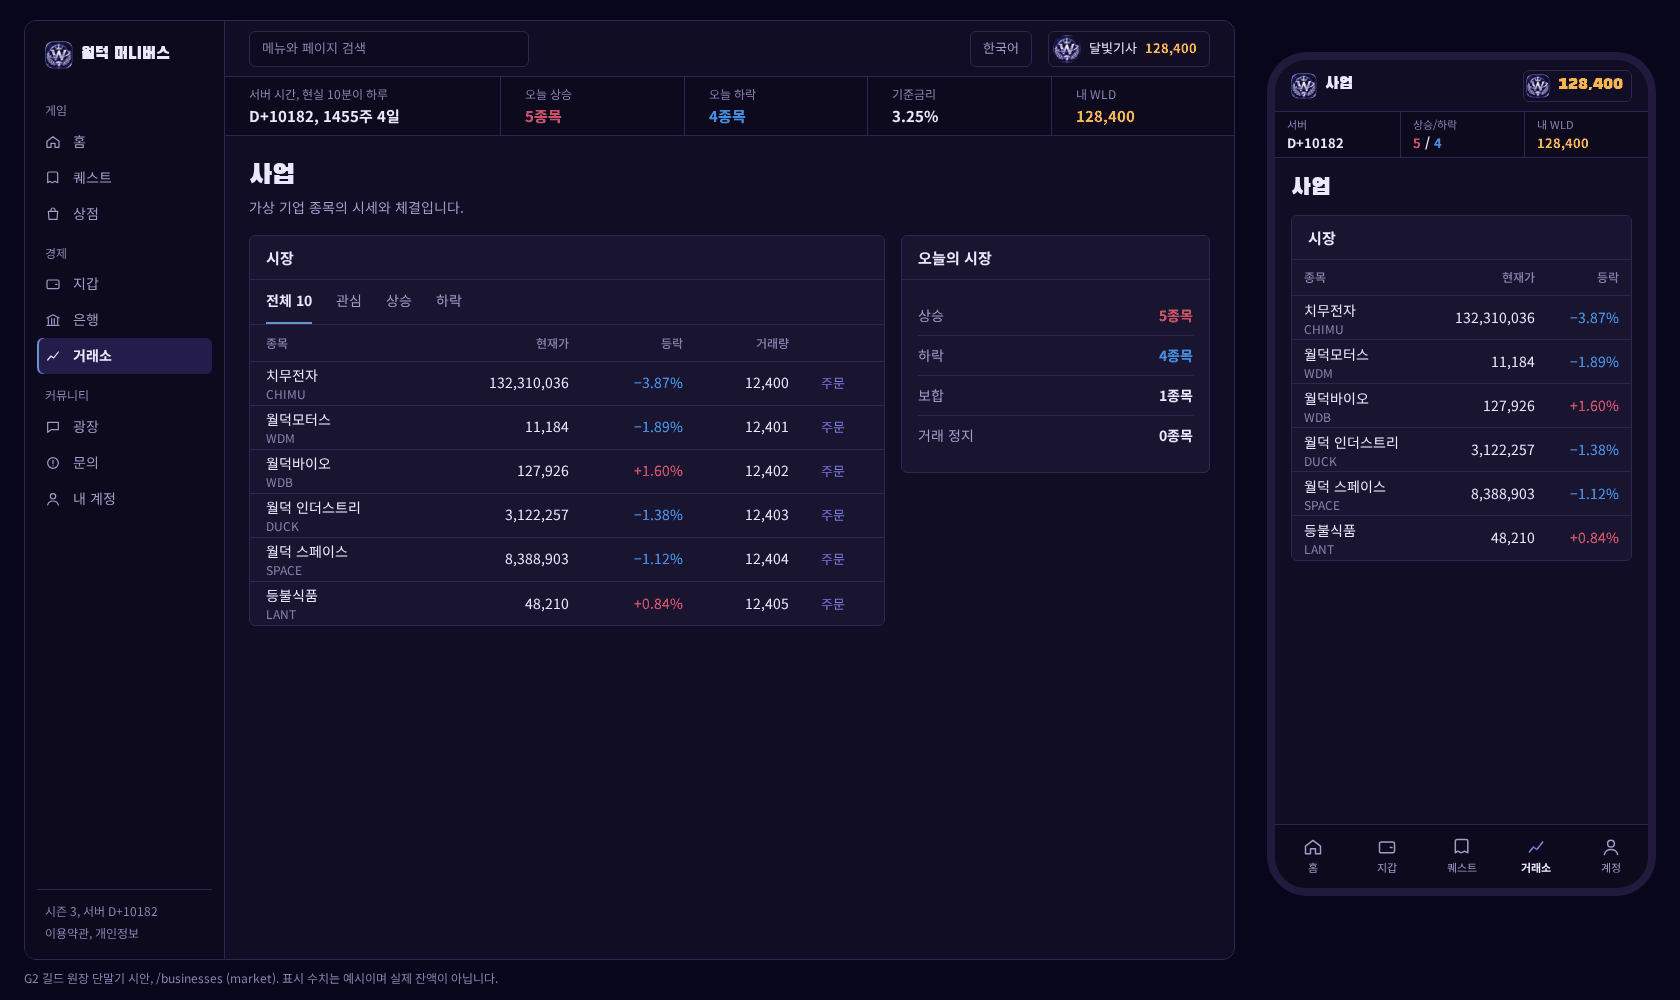 월덕 머니버스
게임
홈
퀘스트
상점
경제
지갑
은행
거래소
커뮤니티
광장
문의
내 계정
시즌 3, 서버 D+10182
이용약관, 개인정보
메뉴와 페이지 검색
한국어
달빛기사 128,400
서버 시간, 현실 10분이 하루
D+10182, 1455주 4일
오늘 상승
5종목
오늘 하락
4종목
기준금리
3.25%
내 WLD
128,400
사업
가상 기업 종목의 시세와 체결입니다.
시장
전체 10 관심 상승 하락
종목 현재가 등락 거래량
치무전자 132,310,036 −3.87% 12,400 주문
CHIMU
월덕모터스 11,184 −1.89% 12,401 주문
WDM
월덕바이오 127,926 +1.60% 12,402 주문
WDB
월덕 인더스트리 3,122,257 −1.38% 12,403 주문
DUCK
월덕 스페이스 8,388,903 −1.12% 12,404 주문
SPACE
등불식품 48,210 +0.84% 12,405 주문
LANT
오늘의 시장
상승 5종목
하락 4종목
보합 1종목
거래 정지 0종목
G2 길드 원장 단말기 시안, /businesses (market). 표시 수치는 예시이며 실제 잔액이 아닙니다.
사업
128,400
서버
D+10182
상승/하락
5 / 4
내 WLD
128,400
사업
시장
종목 현재가 등락
치무전자 132,310,036 −3.87%
CHIMU
월덕모터스 11,184 −1.89%
WDM
월덕바이오 127,926 +1.60%
WDB
월덕 인더스트리 3,122,257 −1.38%
DUCK
월덕 스페이스 8,388,903 −1.12%
SPACE
등불식품 48,210 +0.84%
LANT
홈 지갑 퀘스트 거래소 계정